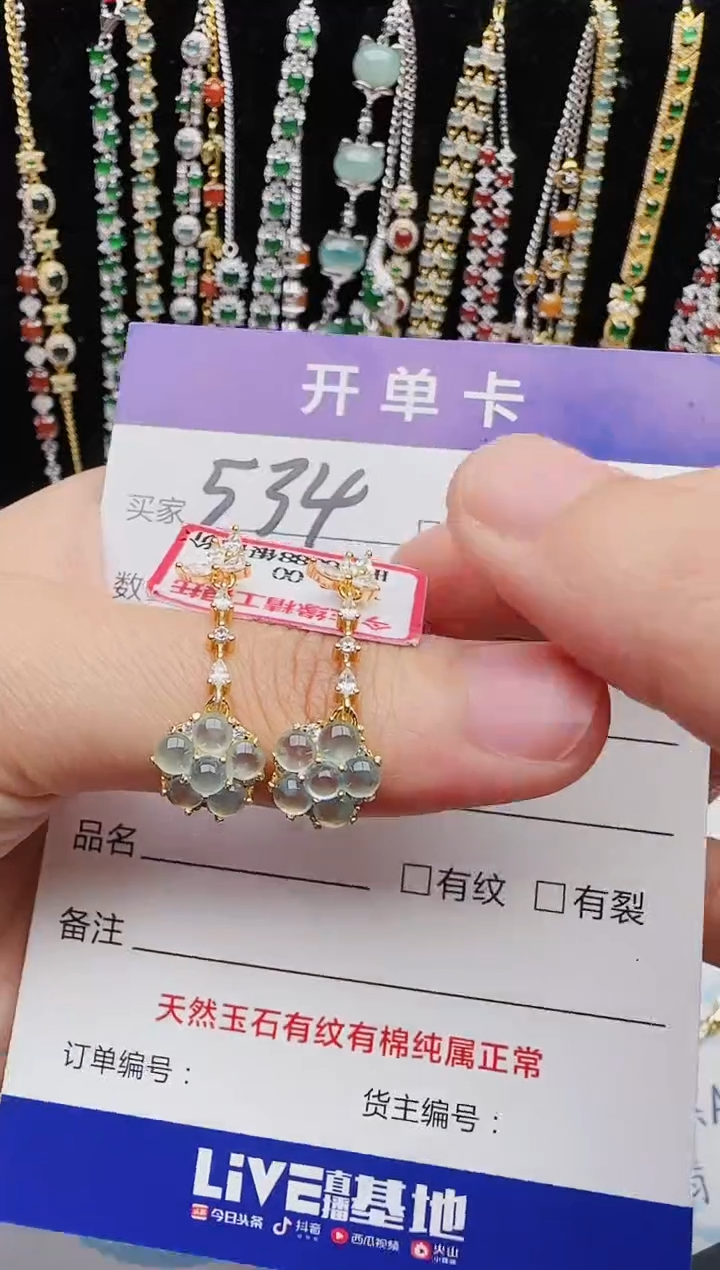 开单卡
买家 534
数
品名
□有纹 □有裂
备注
天然玉石有纹有棉纯属正常
订单编号：
货主编号：
LiVE直播基地
今日头条 抖音 西瓜视频 火山